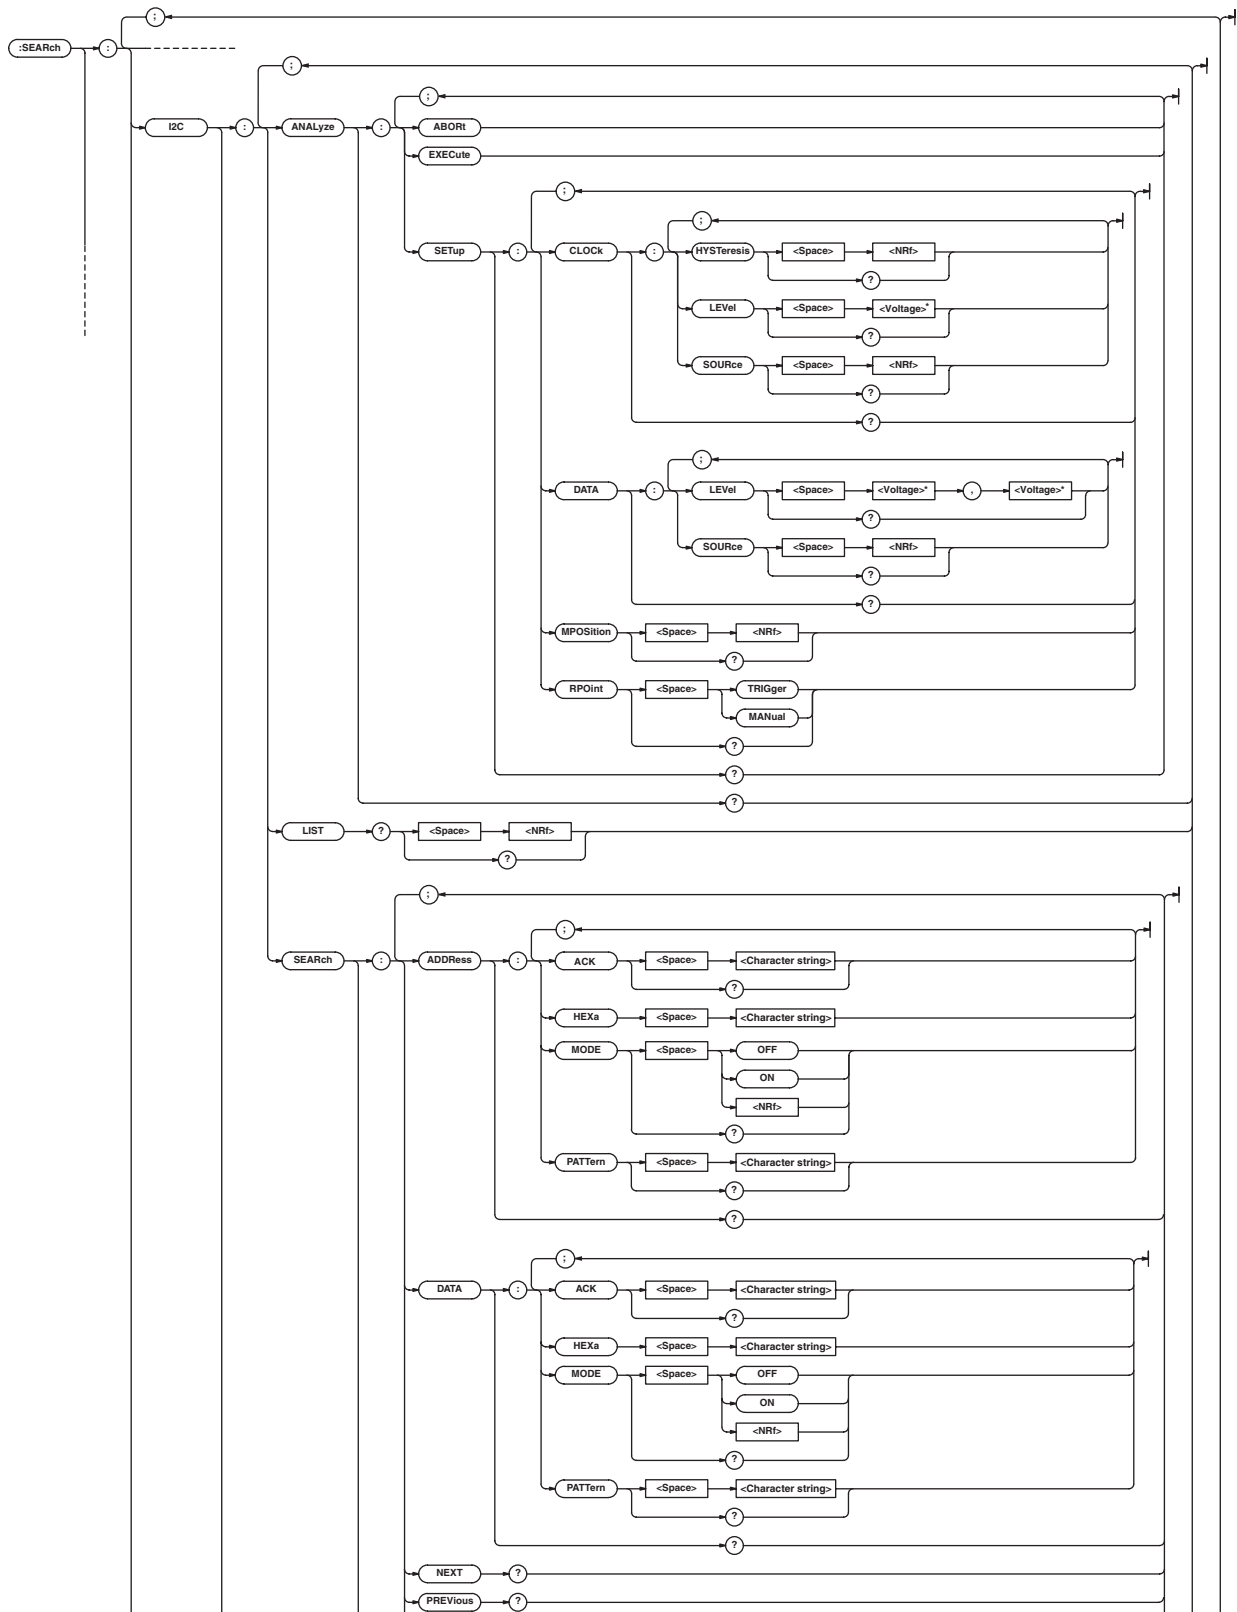 ;
:SEARch :
;
;
I2C : ANALyze : ABORt
EXECute
;
;
SETup : CLOCk : HYSTeresis <Space> <NRf>
?
LEVel <Space> <Voltage>*
?
SOURce <Space> <NRf>
?
?
;
DATA : LEVel <Space> <Voltage>* , <Voltage>*
?
SOURce <Space> <NRf>
?
?
MPOSition <Space> <NRf>
?
RPOint <Space> TRIGger
MANual
?
?
?
LIST ? <Space> <NRf>
?
;
;
SEARch : ADDRess : ACK <Space> <Character string>
?
HEXa <Space> <Character string>
MODE <Space> OFF
ON
<NRf>
?
PATTern <Space> <Character string>
?
?
;
DATA : ACK <Space> <Character string>
?
HEXa <Space> <Character string>
MODE <Space> OFF
ON
<NRf>
?
PATTern <Space> <Character string>
?
?
NEXT ?
PREVious ?